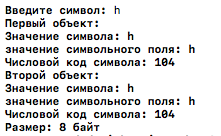 Введите символ: h
Первый объект:
Значение символа: h
значение символьного поля: h
Числовой код символа: 104
Второй объект:
Значение символа: h
значение символьного поля: h
Числовой код символа: 104
Размер: 8 байт